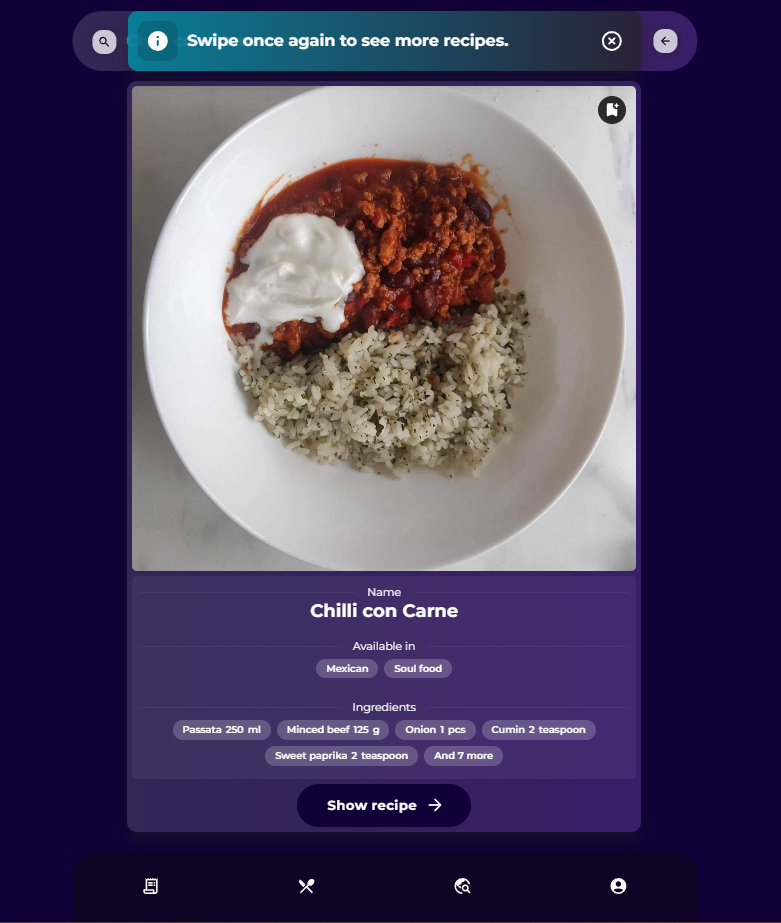 Swipe once again to see more recipes.
Name
Chilli con Carne
Available in
Mexican Soul food
Ingredients
Passata 250 ml Minced beef 125 g Onion 1 pcs Cumin 2 teaspoon
Sweet paprika 2 teaspoon And 7 more
Show recipe